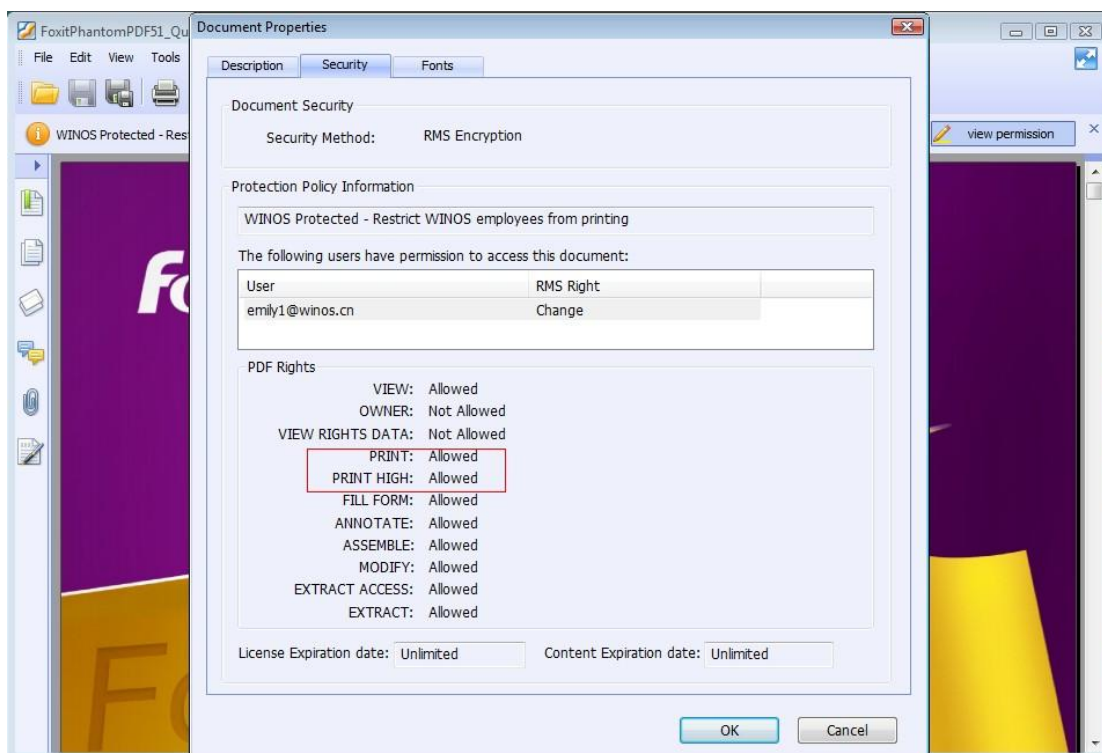 FoxitPhantomPDF51_Qu
Document Properties
File Edit View Tools
Description Security Fonts
Document Security
Security Method: RMS Encryption
WINOS Protected - Res
view permission
Protection Policy Information
WINOS Protected - Restrict WINOS employees from printing
The following users have permission to access this document:
User RMS Right
emily1@winos.cn Change
PDF Rights
VIEW: Allowed
OWNER: Not Allowed
VIEW RIGHTS DATA: Not Allowed
PRINT: Allowed
PRINT HIGH: Allowed
FILL FORM: Allowed
ANNOTATE: Allowed
ASSEMBLE: Allowed
MODIFY: Allowed
EXTRACT ACCESS: Allowed
EXTRACT: Allowed
License Expiration date: Unlimited Content Expiration date: Unlimited
OK Cancel